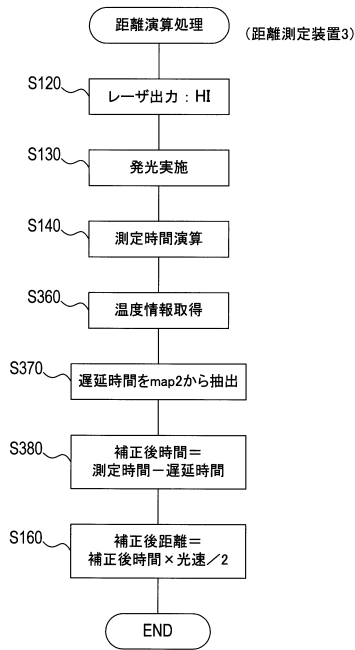 距離演算処理
（距離測定装置3）
S120
レーザ出力：HI
S130
発光実施
S140
測定時間演算
S360
温度情報取得
S370
遅延時間をmap2から抽出
S380
補正後時間＝
測定時間－遅延時間
S160
補正後距離＝
補正後時間×光速／2
END